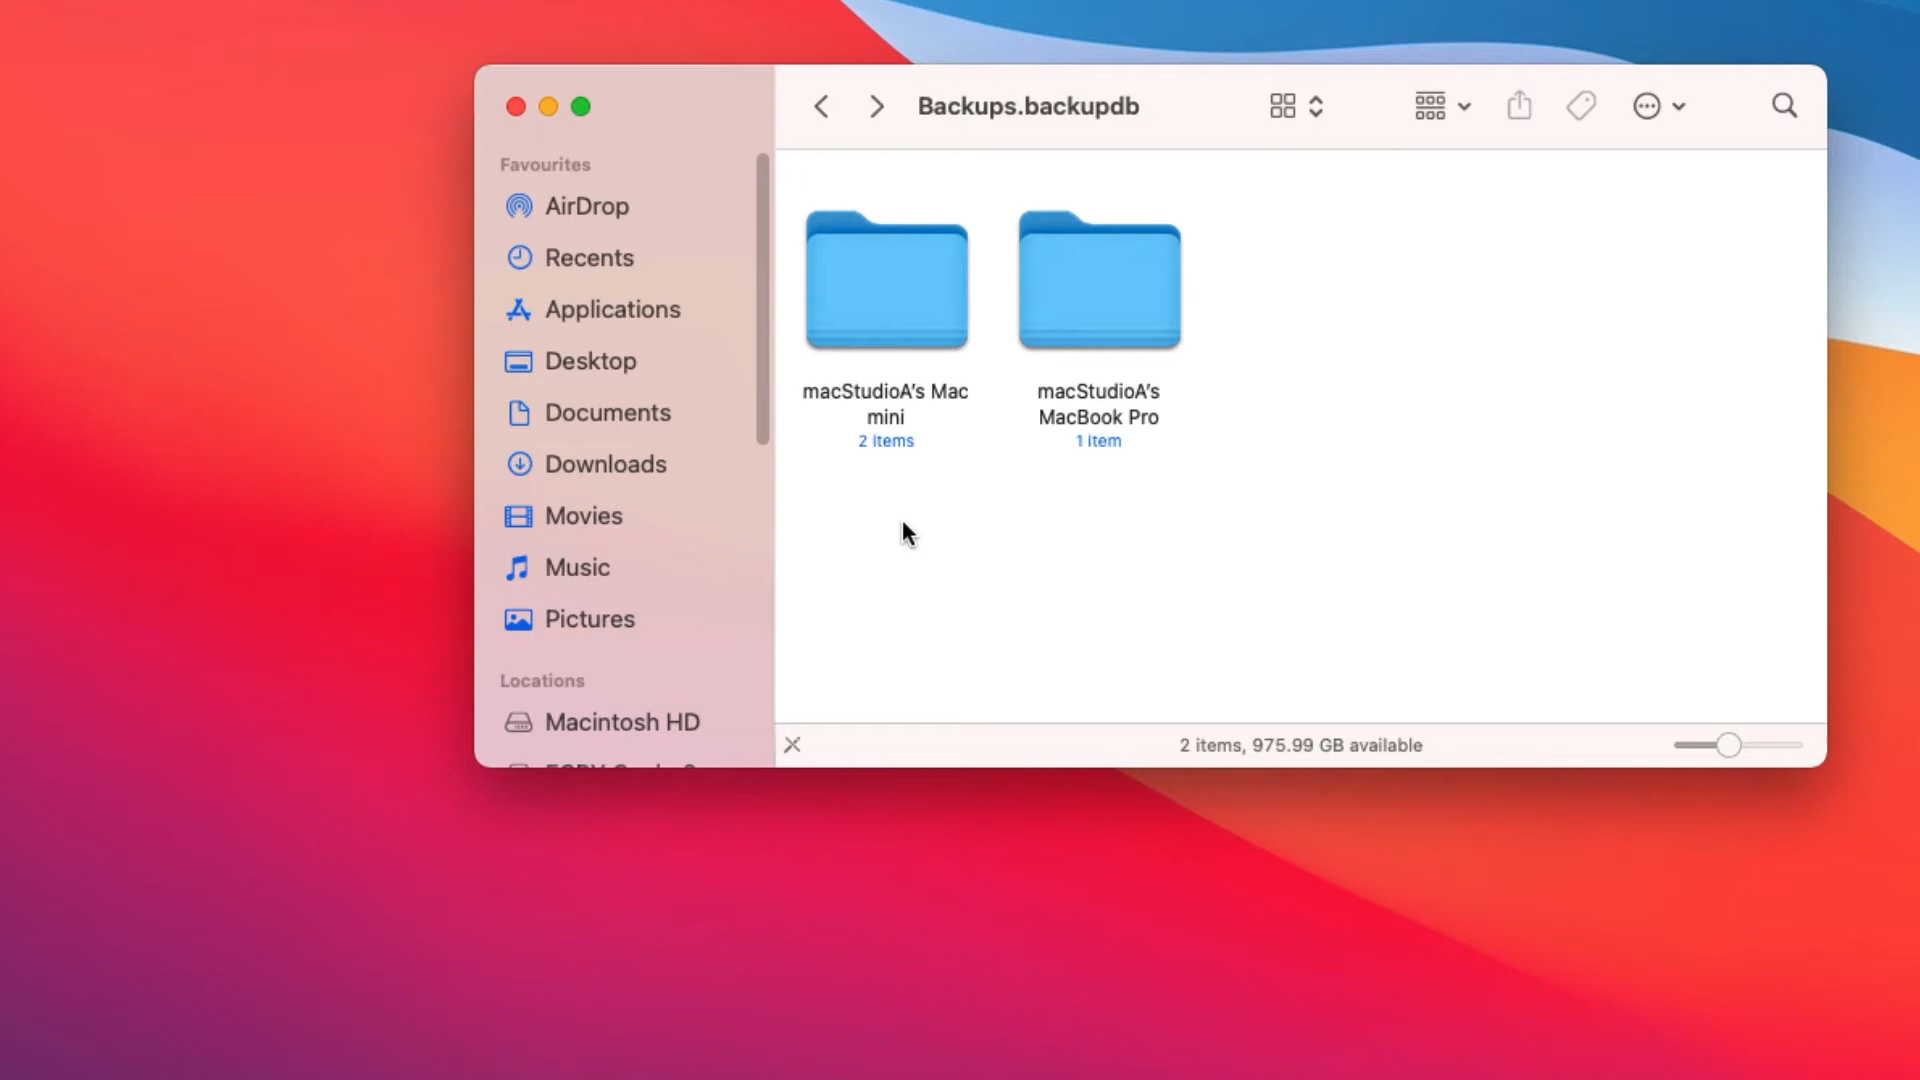 Backups.backupdb
Favourites
AirDrop
Recents
Applications
Desktop
Documents
Downloads
Movies
Music
Pictures
Locations
Macintosh HD
macStudioA’s Mac
mini
2 items
macStudioA’s
MacBook Pro
1 item
2 items, 975.99 GB available